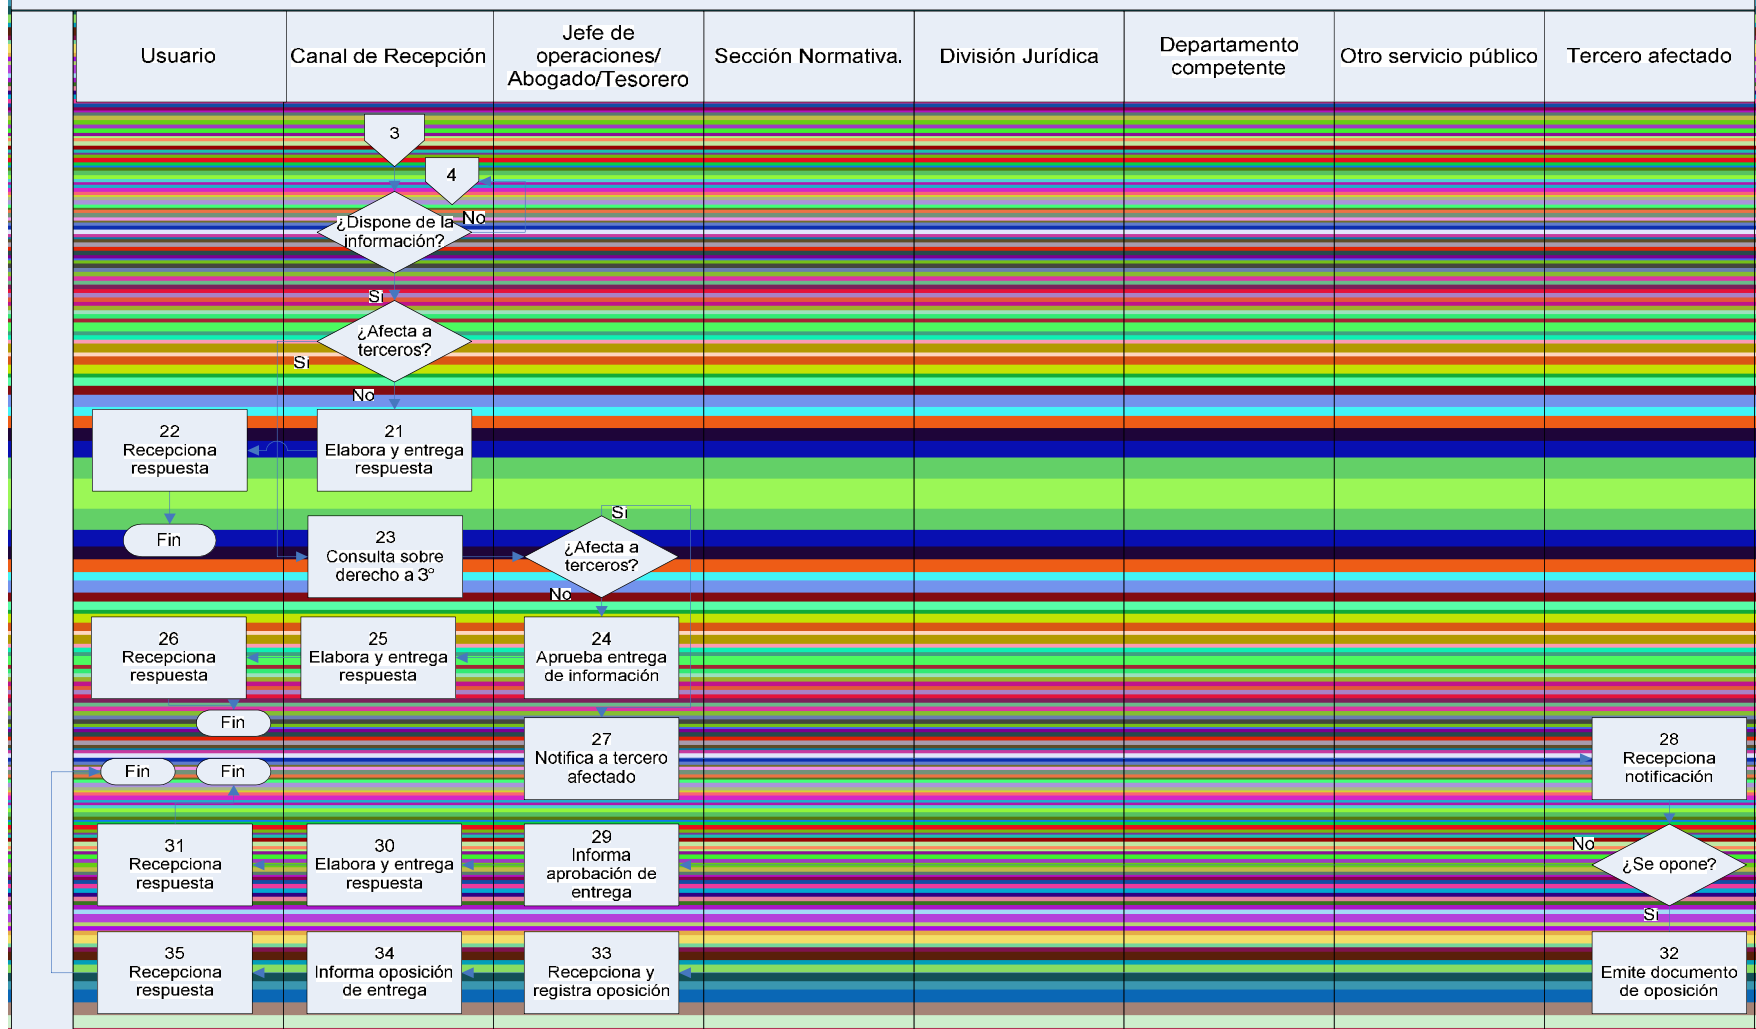 Usuario
Canal de Recepción
Jefe de
operaciones/
Abogado/Tesorero
Sección Normativa.
División Jurídica
Departamento
competente
Otro servicio público
Tercero afectado
3
4
¿Dispone de la
información?
No
Sí
¿Afecta a
terceros?
Sí
No
22
Recepciona
respuesta
21
Elabora y entrega
respuesta
Fin
23
Consulta sobre
derecho a 3º
Sí
¿Afecta a
terceros?
No
26
Recepciona
respuesta
25
Elabora y entrega
respuesta
24
Aprueba entrega
de información
Fin
27
Notifica a tercero
afectado
28
Recepciona
notificación
Fin
Fin
31
Recepciona
respuesta
30
Elabora y entrega
respuesta
29
Informa
aprobación de
entrega
No
¿Se opone?
Sí
35
Recepciona
respuesta
34
Informa oposición
de entrega
33
Recepciona y
registra oposición
32
Emite documento
de oposición